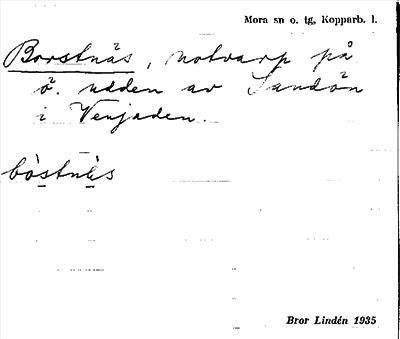 Mora sn o. tg, Kopparb. l.
Borstnäs, notvarp på
ö. udden av Sandön
i Venjaden.
bòstnès
Bror Lindén 1935